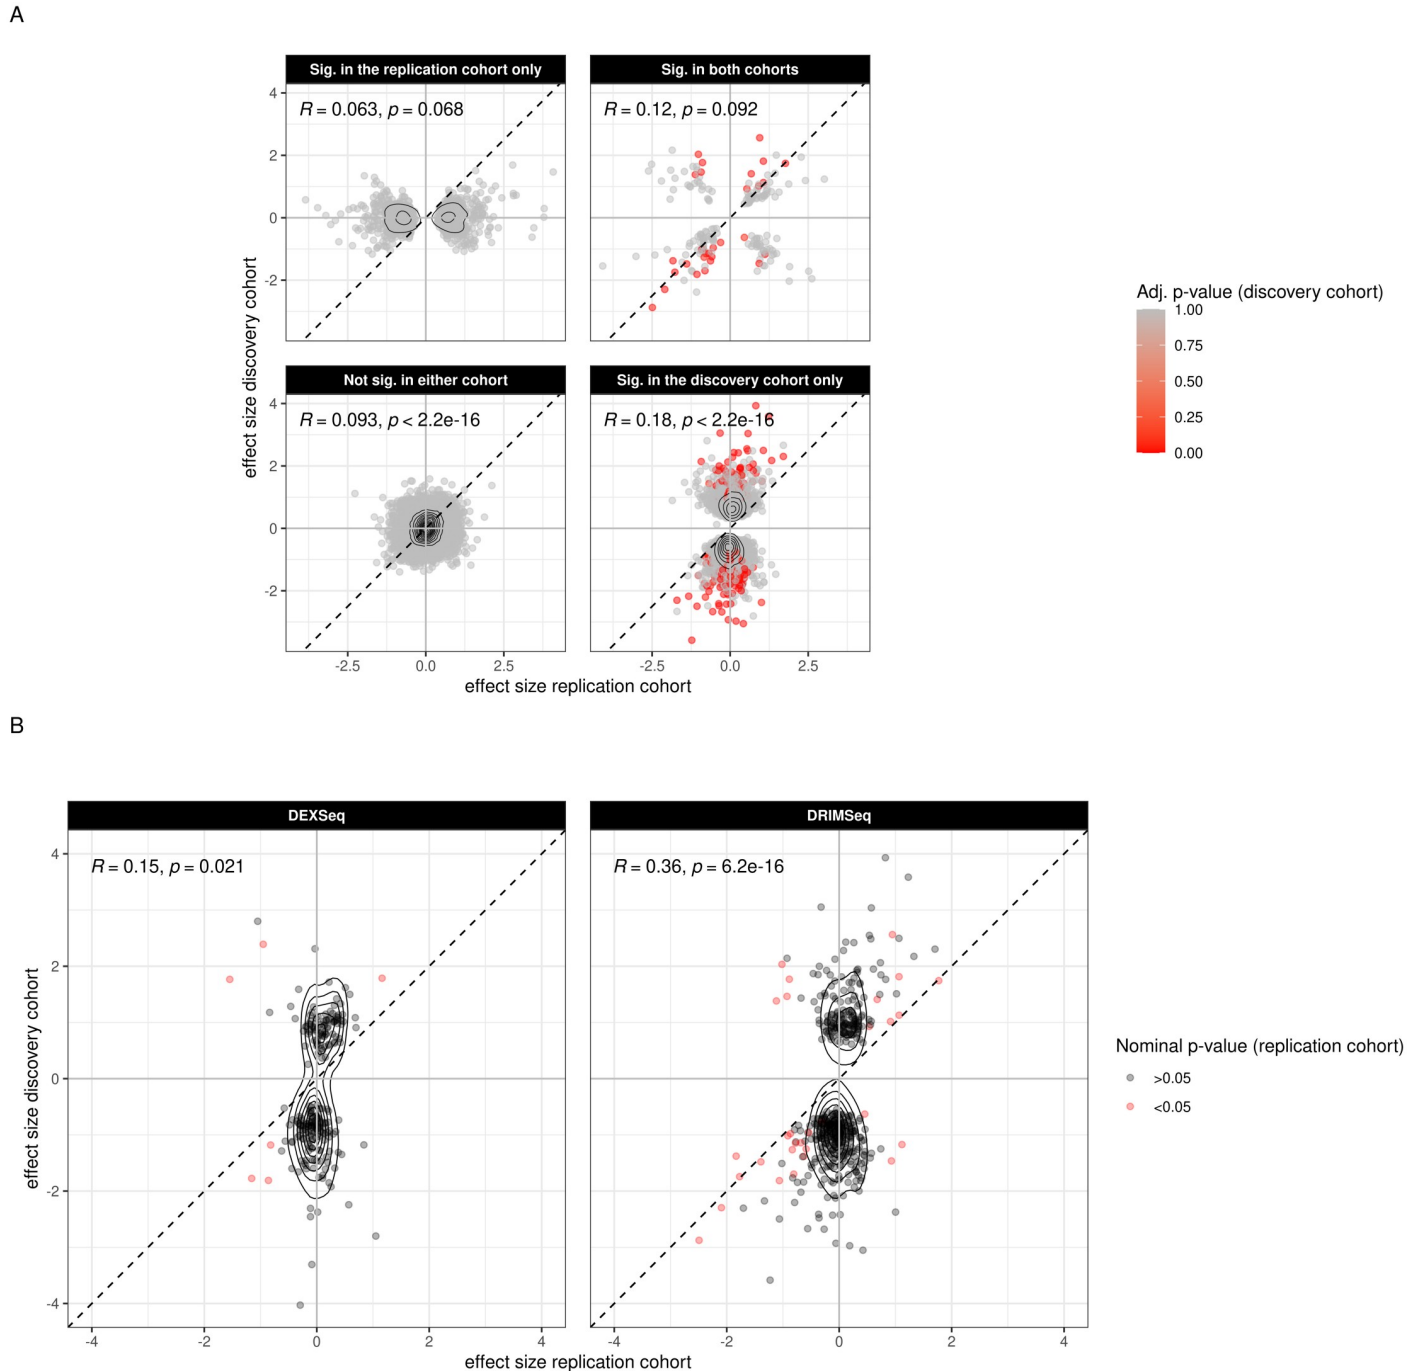 A
Sig. in the replication cohort only
Sig. in both cohorts
R = 0.063, p = 0.068
R = 0.12, p = 0.092
4
2
0
-2
Not sig. in either cohort
Sig. in the discovery cohort only
R = 0.093, p < 2.2e-16
R = 0.18, p < 2.2e-16
4
2
0
-2
-2.5 0.0 2.5
-2.5 0.0 2.5
effect size replication cohort
effect size discovery cohort
Adj. p-value (discovery cohort)
1.00
0.75
0.50
0.25
0.00
B
DEXSeq
DRIMSeq
R = 0.15, p = 0.021
R = 0.36, p = 6.2e-16
4
2
0
-2
-4
-4 -2 0 2 4
-4 -2 0 2 4
effect size replication cohort
effect size discovery cohort
Nominal p-value (replication cohort)
>0.05
<0.05